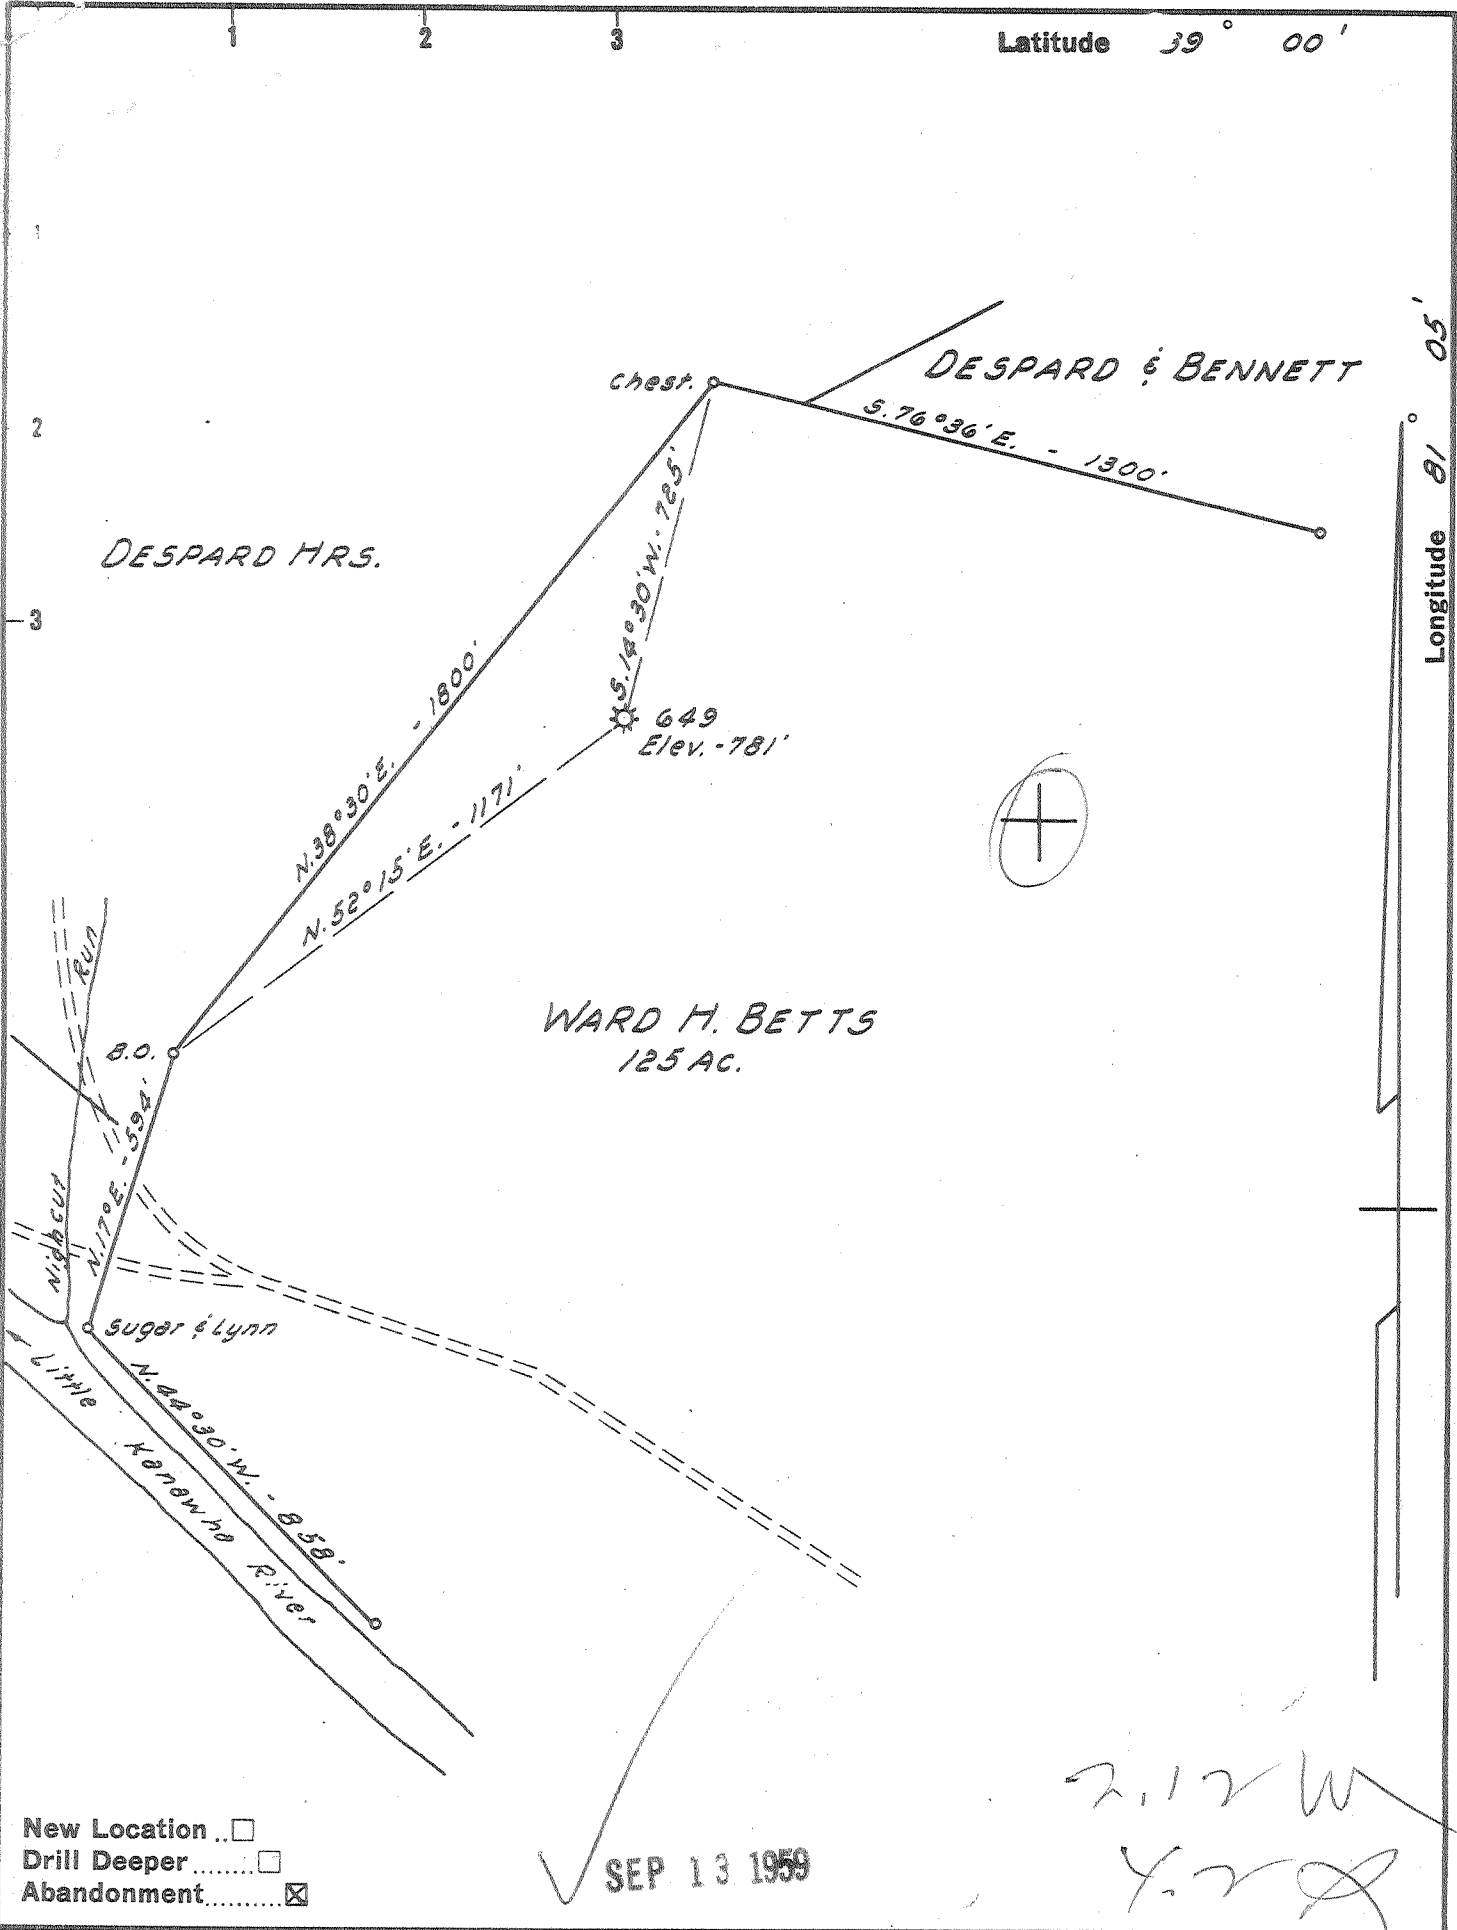 1 2 3 Latitude 39° 00'
1
2
3
Longitude 81° 05'
Chest.
DESPARD & BENNETT
S. 76°36' E. - 1300'
S. 14°30' W. - 725'
DESPARD HRS.
N. 38°30' E. - 1800'
649
Elev. - 781'
N. 52°15' E. - 1171'
Run
WARD H. BETTS
125 AC.
B.O.
N. 17° E. - 594'
Nightcut
Sugar & Lynn
N. 44°30' W. - 858'
Little Kanawha River
New Location .. ☐
Drill Deeper ........ ☐
Abandonment .......... ☒
SEP 13 1959